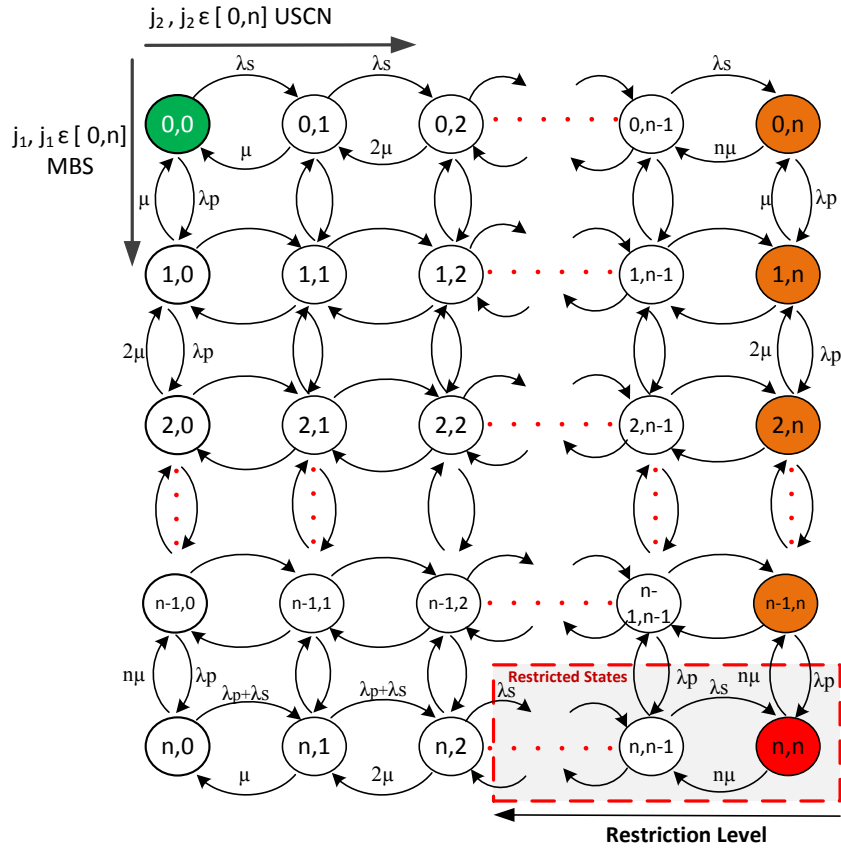 j₂ , j₂ ε [ 0,n] USCN
j₁, j₁ ε [ 0,n]
MBS
λs λs λs
0,0 0,1 0,2 0,n-1 0,n
μ 2μ nμ
μ λp μ λp
1,0 1,1 1,2 1,n-1 1,n
2μ λp 2μ λp
2,0 2,1 2,2 2,n-1 2,n
n-1,0 n-1,1 n-1,2 n-
1,n-1 n-1,n
nμ λp λp nμ λp
Restricted States
λp+λs λp+λs λs λs
n,0 n,1 n,2 n,n-1 n,n
μ 2μ nμ
Restriction Level